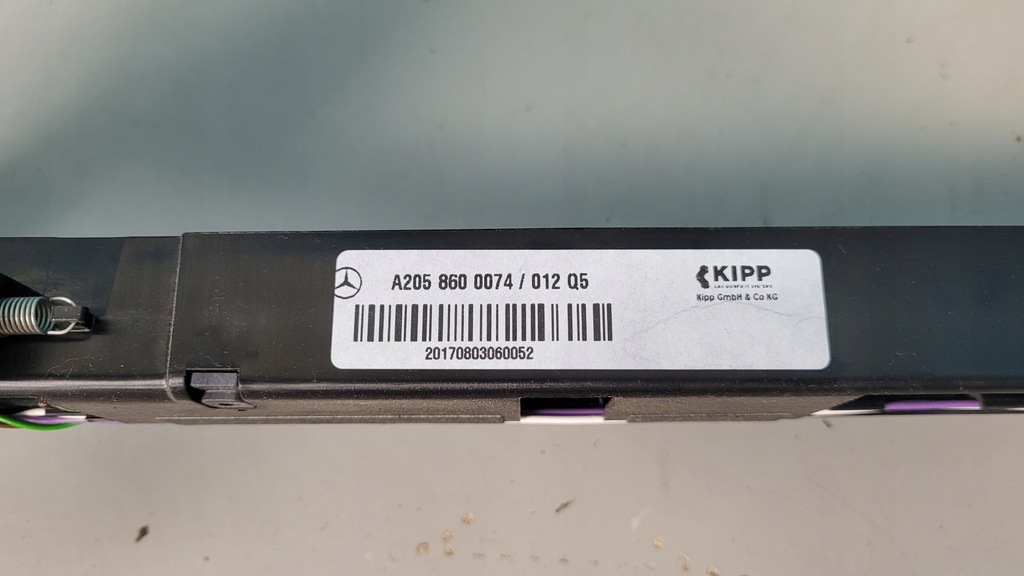 A205 860 0074 / 012 Q5
20170803060052
KIPP
Kipp GmbH & Co KG